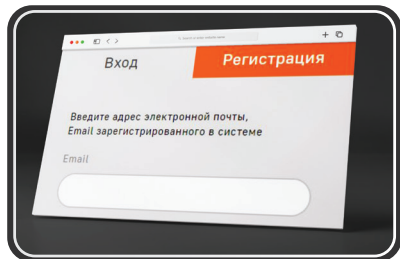 Вход
Регистрация
Введите адрес электронной почты,
Email зарегистрированного в системе
Email